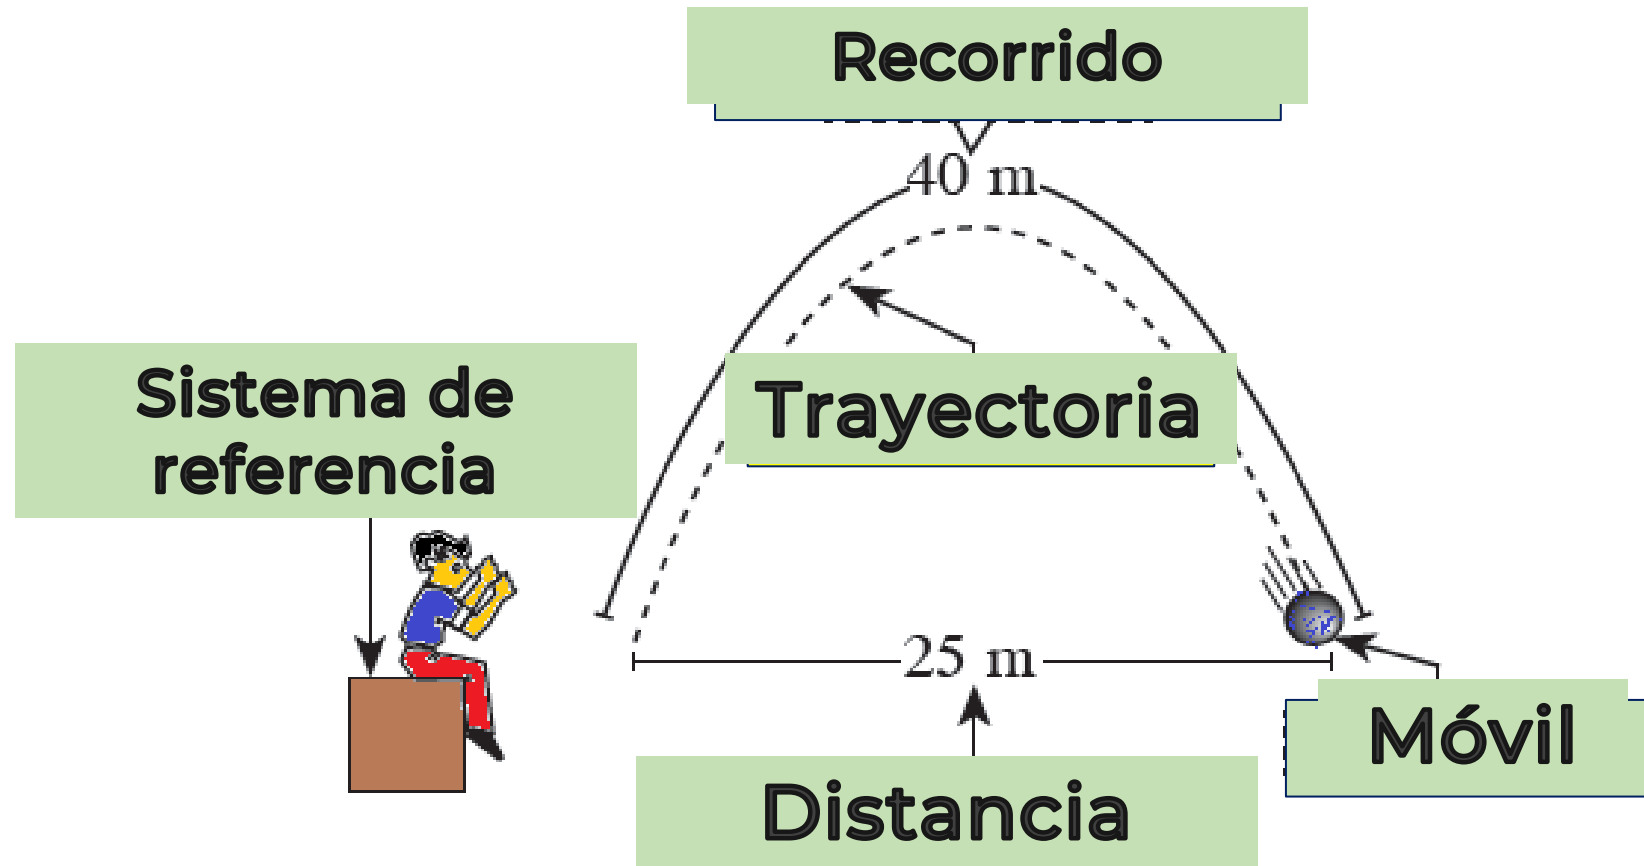 Recorrido
40 m
Sistema de
referencia
Trayectoria
25 m
Móvil
Distancia